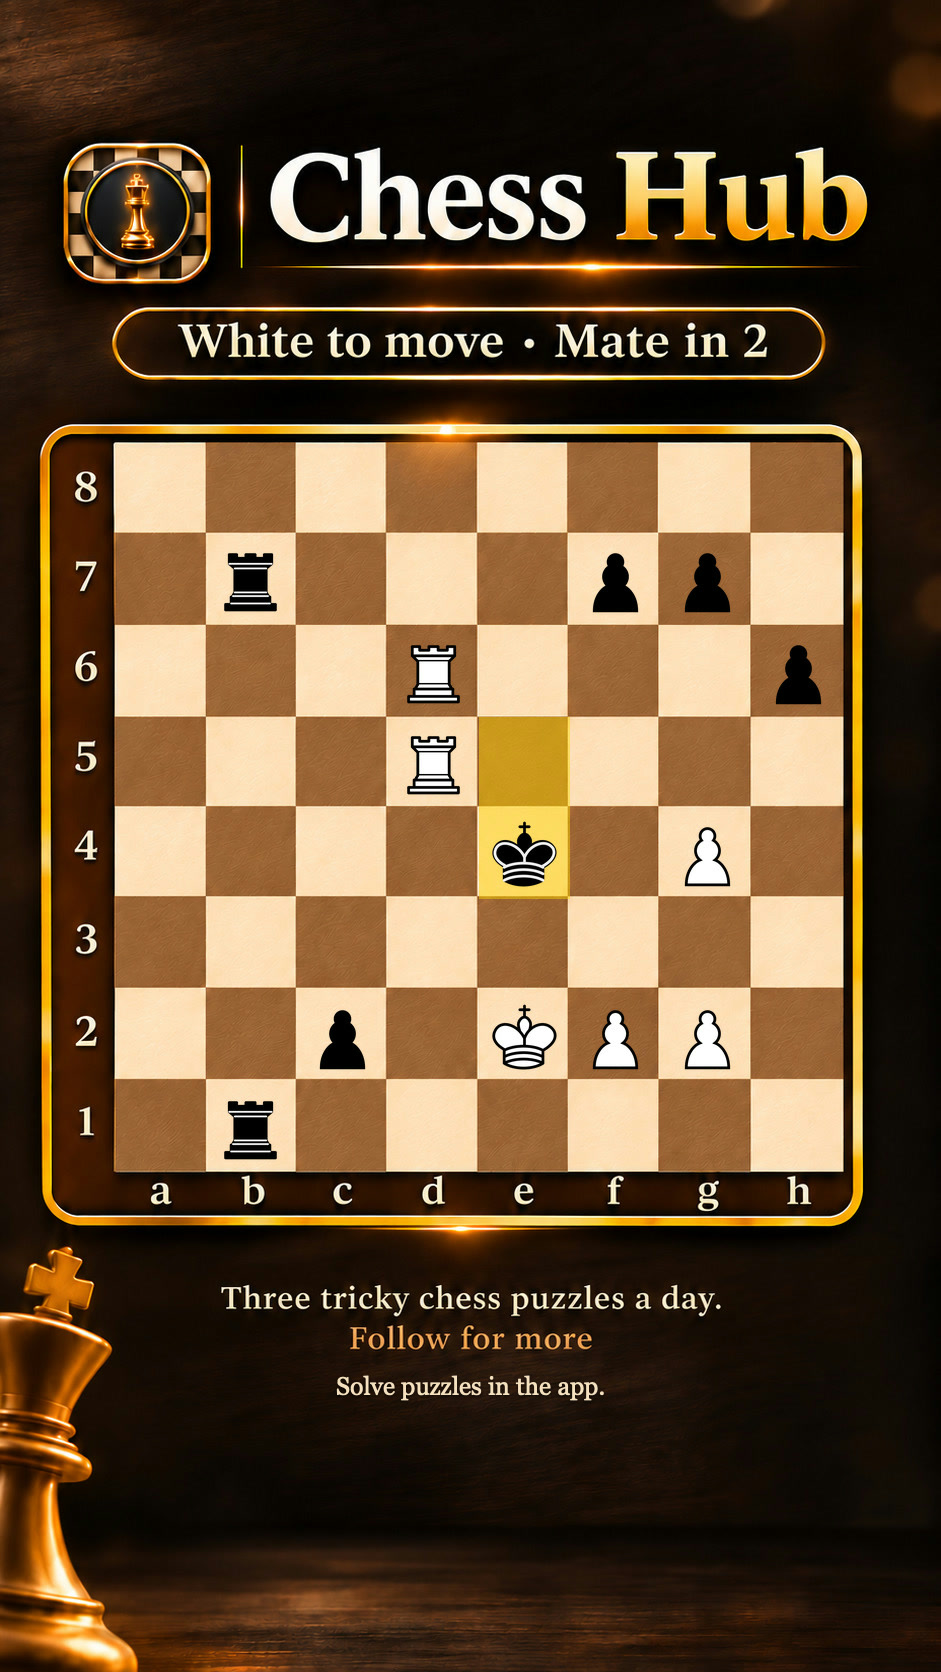 Chess Hub
White to move · Mate in 2
8
7
6
5
4
3
2
1
a b c d e f g h
Three tricky chess puzzles a day.
Follow for more
Solve puzzles in the app.